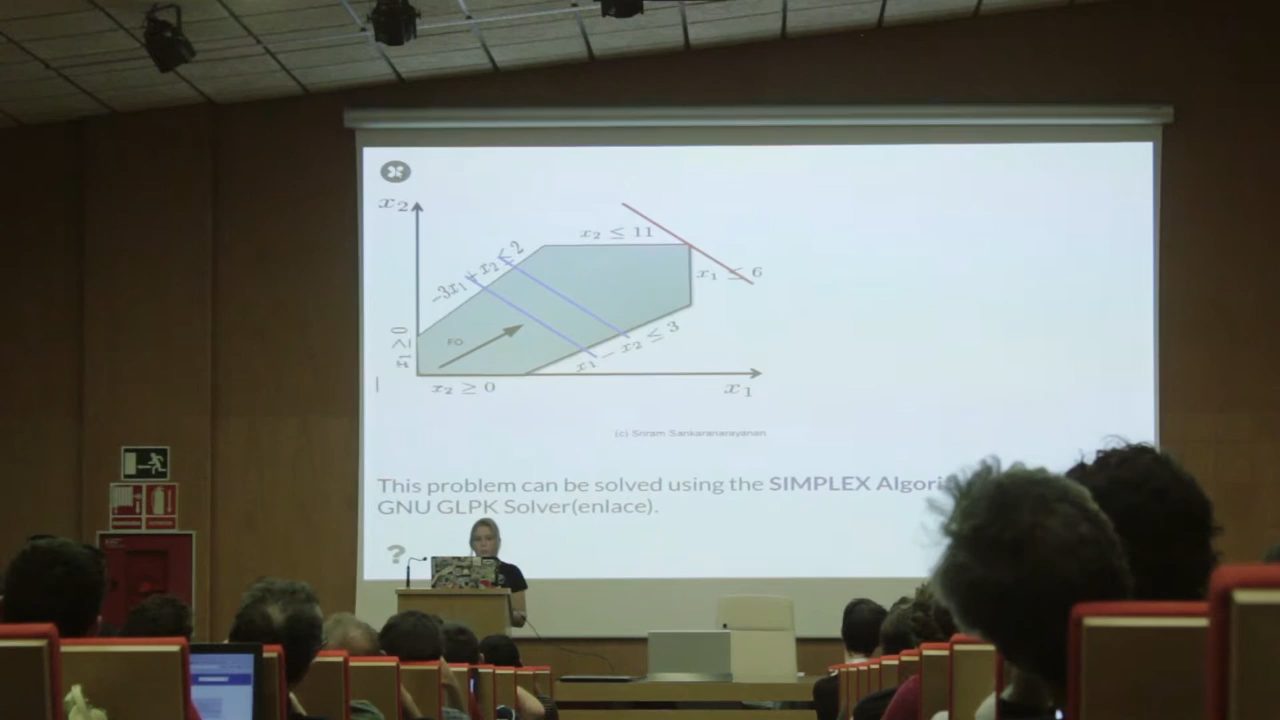 x₂
x₂ ≤ 11
-3x₁ + x₂ ≤ 2
x₁ ≤ 6
x₁ ≥ 0
FO
x₁ - x₂ ≤ 3
x₂ ≥ 0
x₁
(c) Sriram Sankaranarayanan
This problem can be solved using the SIMPLEX
GNU GLPK Solver(enlace).
?